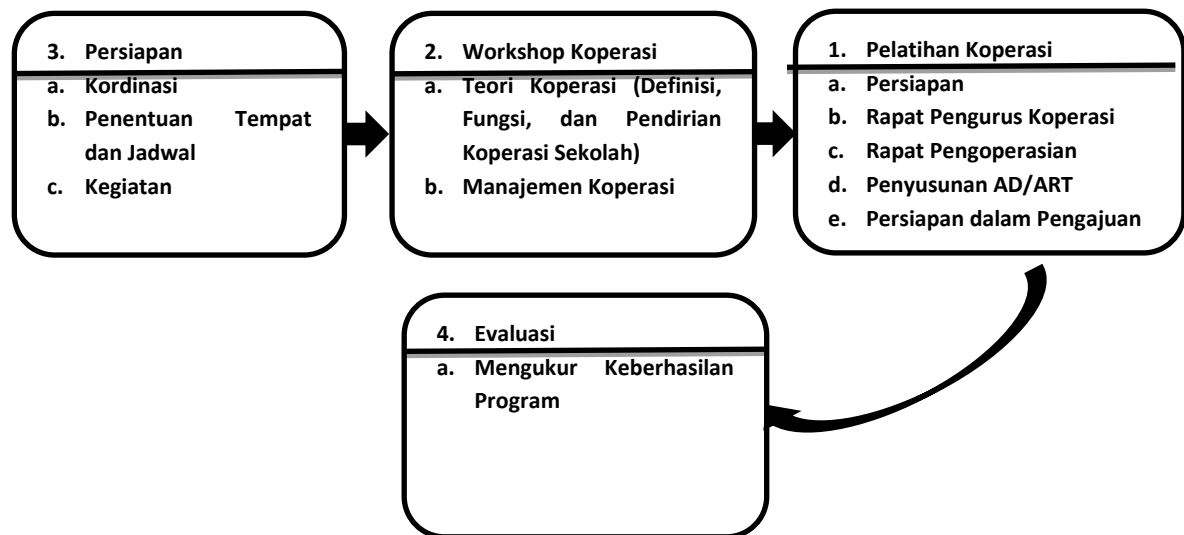 3. Persiapan
a. Kordinasi
b. Penentuan Tempat
dan Jadwal
c. Kegiatan
2. Workshop Koperasi
a. Teori Koperasi (Definisi,
Fungsi, dan Pendirian
Koperasi Sekolah)
b. Manajemen Koperasi
1. Pelatihan Koperasi
a. Persiapan
b. Rapat Pengurus Koperasi
c. Rapat Pengoperasian
d. Penyusunan AD/ART
e. Persiapan dalam Pengajuan
4. Evaluasi
a. Mengukur Keberhasilan
Program